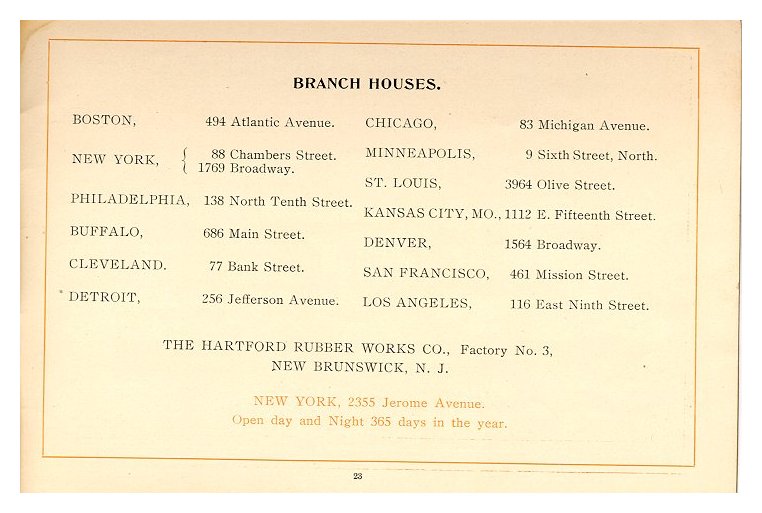 BRANCH HOUSES.
BOSTON, 494 Atlantic Avenue.
NEW YORK, { 88 Chambers Street.
1769 Broadway.
PHILADELPHIA, 138 North Tenth Street.
BUFFALO, 686 Main Street.
CLEVELAND. 77 Bank Street.
DETROIT, 256 Jefferson Avenue.
CHICAGO, 83 Michigan Avenue.
MINNEAPOLIS, 9 Sixth Street, North.
ST. LOUIS, 3964 Olive Street.
KANSAS CITY, MO., 1112 E. Fifteenth Street.
DENVER, 1564 Broadway.
SAN FRANCISCO, 461 Mission Street.
LOS ANGELES, 116 East Ninth Street.
THE HARTFORD RUBBER WORKS CO., Factory No. 3,
NEW BRUNSWICK, N. J.
NEW YORK, 2355 Jerome Avenue.
Open day and Night 365 days in the year.
23